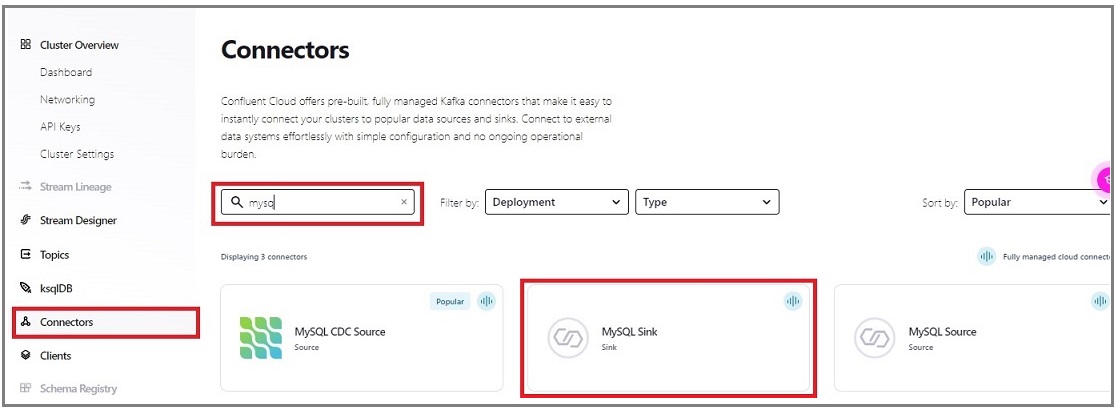 Cluster Overview
Dashboard
Networking
API Keys
Cluster Settings
Stream Lineage
Stream Designer
Topics
ksqlDB
Connectors
Clients
Schema Registry
Connectors
Confluent Cloud offers pre-built, fully managed Kafka connectors that make it easy to
instantly connect your clusters to popular data sources and sinks. Connect to external
data systems effortlessly with simple configuration and no ongoing operational
burden.
mysq
Filter by: Deployment Type Sort by: Popular
Displaying 3 connectors Fully managed cloud connecto
Popular
MySQL CDC Source
Source
MySQL Sink
Sink
MySQL Source
Source